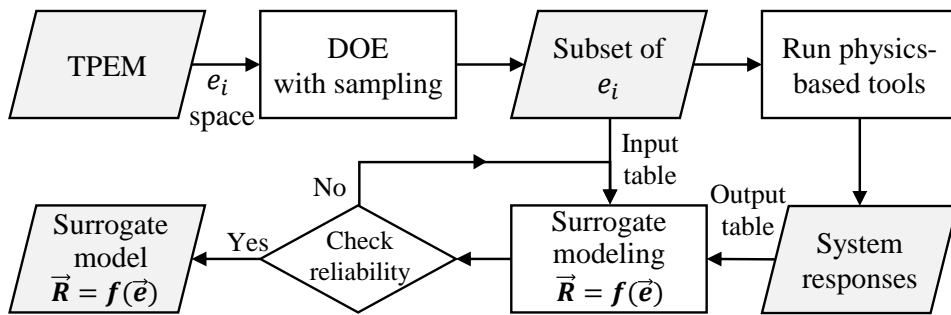 TPEM
e_i
space
DOE
with sampling
Subset of
e_i
Run physics-
based tools
Input
table
No
Output
table
Surrogate
model
R⃗ = f(e⃗)
Yes
Check
reliability
Surrogate
modeling
R⃗ = f(e⃗)
System
responses